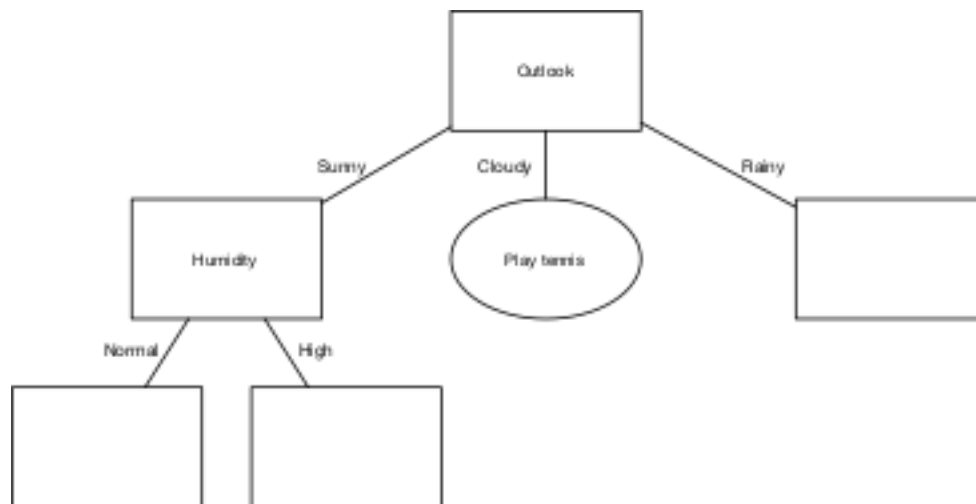 Outlook
Sunny
Cloudy
Rainy
Humidity
Play tennis
Normal
High